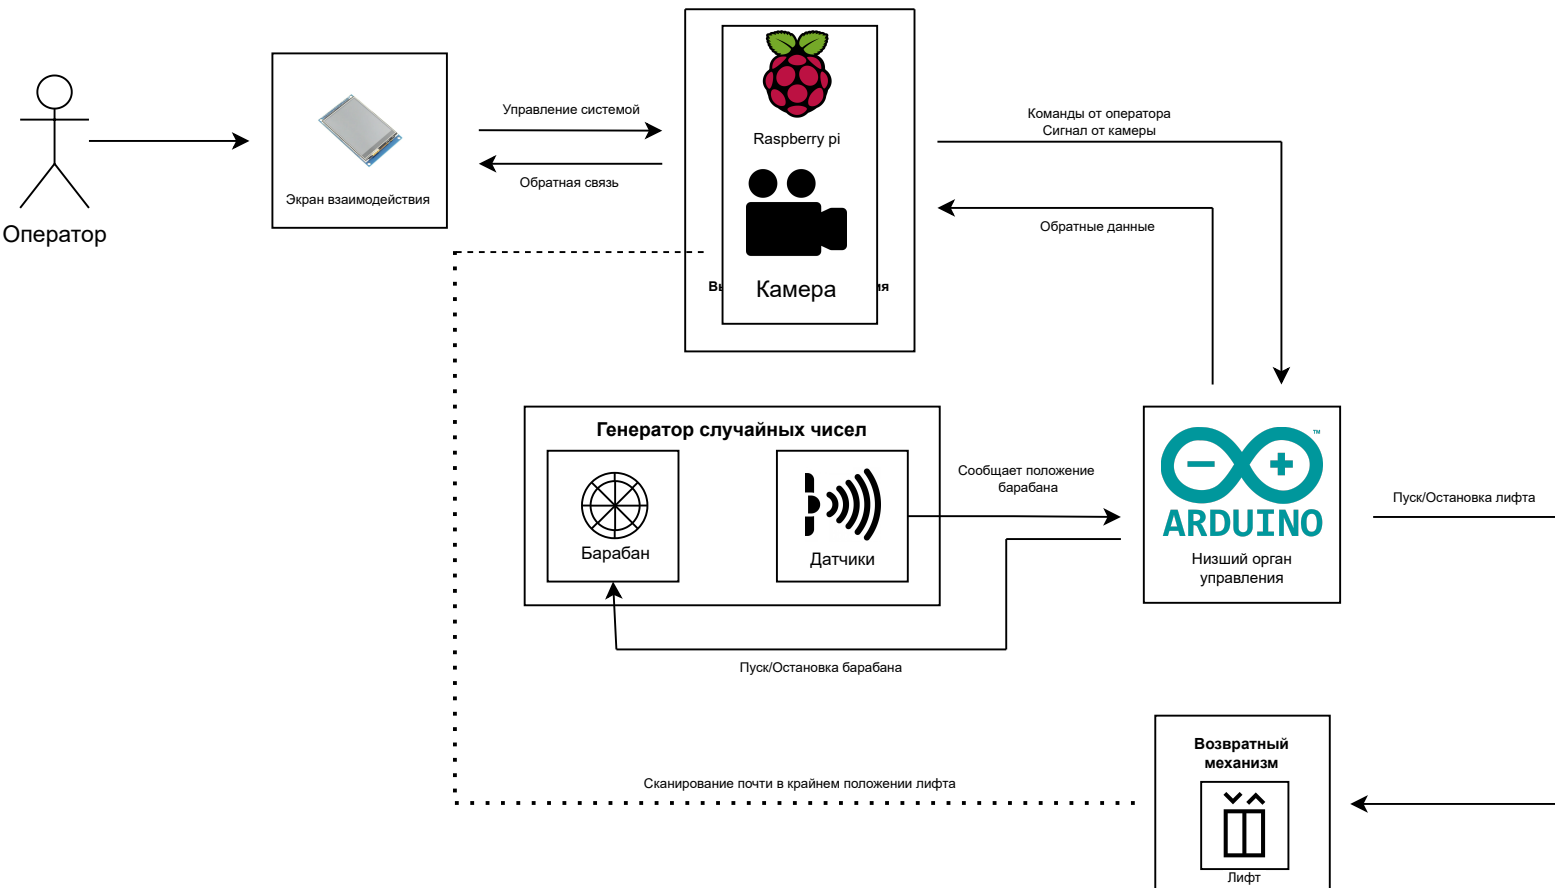 Оператор
Экран взаимодействия
Управление системой
Обратная связь
Raspberry pi
Камера
Команды от оператора
Сигнал от камеры
Обратные данные
Генератор случайных чисел
Барабан
Датчики
Сообщает положение
барабана
Пуск/Остановка барабана
ARDUINO
TM
Низший орган
управления
Пуск/Остановка лифта
Возвратный
механизм
Лифт
Сканирование почти в крайнем положении лифта